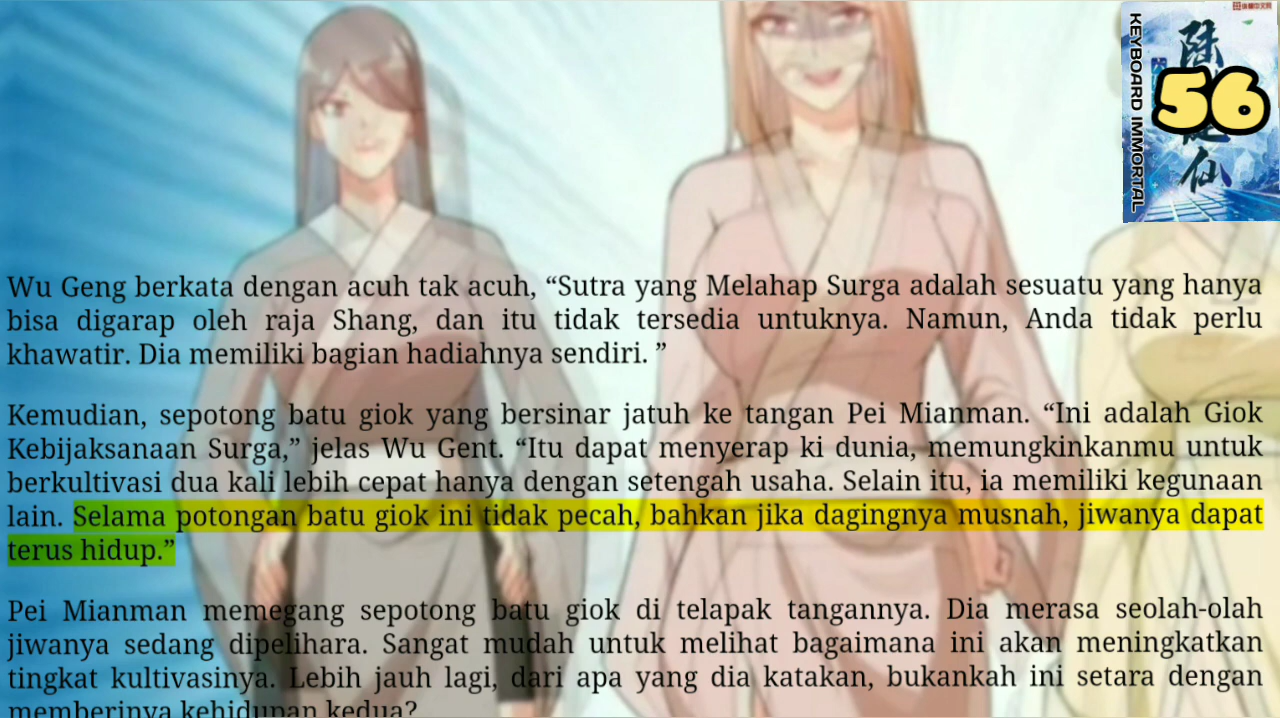 KEYBOARD IMMORTAL
56
仙
Wu Geng berkata dengan acuh tak acuh, “Sutra yang Melahap Surga adalah sesuatu yang hanya
bisa digarap oleh raja Shang, dan itu tidak tersedia untuknya. Namun, Anda tidak perlu
khawatir. Dia memiliki bagian hadiahnya sendiri. ”
Kemudian, sepotong batu giok yang bersinar jatuh ke tangan Pei Mianman. “Ini adalah Giok
Kebijaksanaan Surga,” jelas Wu Gent. “Itu dapat menyerap ki dunia, memungkinkanmu untuk
berkultivasi dua kali lebih cepat hanya dengan setengah usaha. Selain itu, ia memiliki kegunaan
lain. Selama potongan batu giok ini tidak pecah, bahkan jika dagingnya musnah, jiwanya dapat
terus hidup.”
Pei Mianman memegang sepotong batu giok di telapak tangannya. Dia merasa seolah-olah
jiwanya sedang dipelihara. Sangat mudah untuk melihat bagaimana ini akan meningkatkan
tingkat kultivasinya. Lebih jauh lagi, dari apa yang dia katakan, bukankah ini setara dengan
memberinya kehidupan kedua?